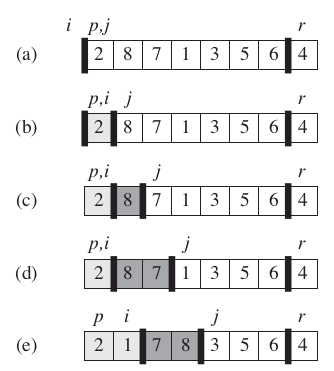 i p,j r
(a) 2 8 7 1 3 5 6 4
p,i j r
(b) 2 8 7 1 3 5 6 4
p,i j r
(c) 2 8 7 1 3 5 6 4
p,i j r
(d) 2 8 7 1 3 5 6 4
p i j r
(e) 2 1 7 8 3 5 6 4